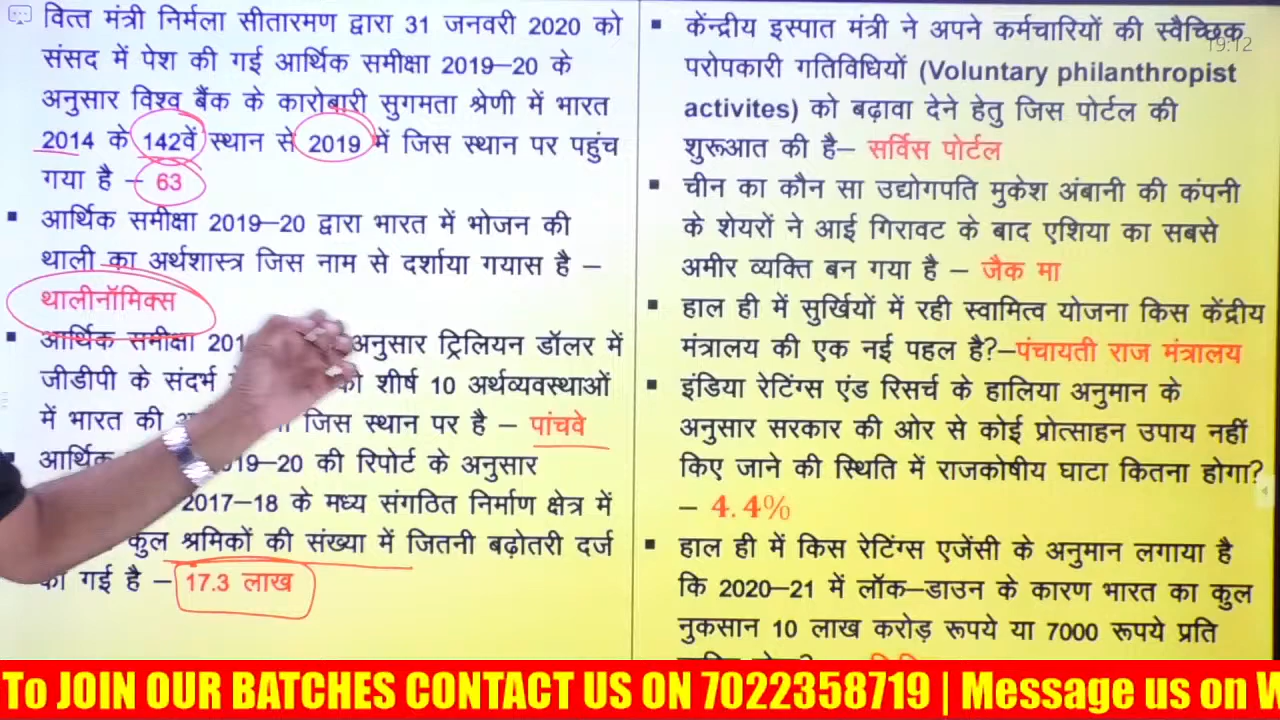 वित्त मंत्री निर्मला सीतारमण द्वारा 31 जनवरी 2020 को
संसद में पेश की गई आर्थिक समीक्षा 2019–20 के
अनुसार विश्व बैंक के कारोबारी सुगमता श्रेणी में भारत
2014 के 142वें स्थान से 2019 में जिस स्थान पर पहुंच
गया है – 63
▪ आर्थिक समीक्षा 2019–20 द्वारा भारत में भोजन की
थाली का अर्थशास्त्र जिस नाम से दर्शाया गयास है –
थालीनॉमिक्स
▪ आर्थिक समीक्षा 201 अनुसार ट्रिलियन डॉलर में
जीडीपी के संदर्भ को शीर्ष 10 अर्थव्यवस्थाओं
में भारत की जिस स्थान पर है – पांचवे
आर्थिक 2019–20 की रिपोर्ट के अनुसार
2017–18 के मध्य संगठित निर्माण क्षेत्र में
कुल श्रमिकों की संख्या में जितनी बढ़ोतरी दर्ज
की गई है – 17.3 लाख
▪ केंन्द्रीय इस्पात मंत्री ने अपने कर्मचारियों की स्वैच्छिक
19:12
परोपकारी गतिविधियों (Voluntary philanthropist
activites) को बढ़ावा देने हेतु जिस पोर्टल की
शुरूआत की है– सर्विस पोर्टल
▪ चीन का कौन सा उद्योगपति मुकेश अंबानी की कंपनी
के शेयरों ने आई गिरावट के बाद एशिया का सबसे
अमीर व्यक्ति बन गया है – जैक मा
▪ हाल ही में सुर्खियों में रही स्वामित्व योजना किस केंद्रीय
मंत्रालय की एक नई पहल है?–पंचायती राज मंत्रालय
▪ इंडिया रेटिंग्स एंड रिसर्च के हालिया अनुमान के
अनुसार सरकार की ओर से कोई प्रोत्साहन उपाय नहीं
किए जाने की स्थिति में राजकोषीय घाटा कितना होगा?
– 4.4%
▪ हाल ही में किस रेटिंग्स एजेंसी के अनुमान लगाया है
कि 2020–21 में लॉक–डाउन के कारण भारत का कुल
नुकसान 10 लाख करोड़ रूपये या 7000 रूपये प्रति
To JOIN OUR BATCHES CONTACT US ON 7022358719 | Message us on W